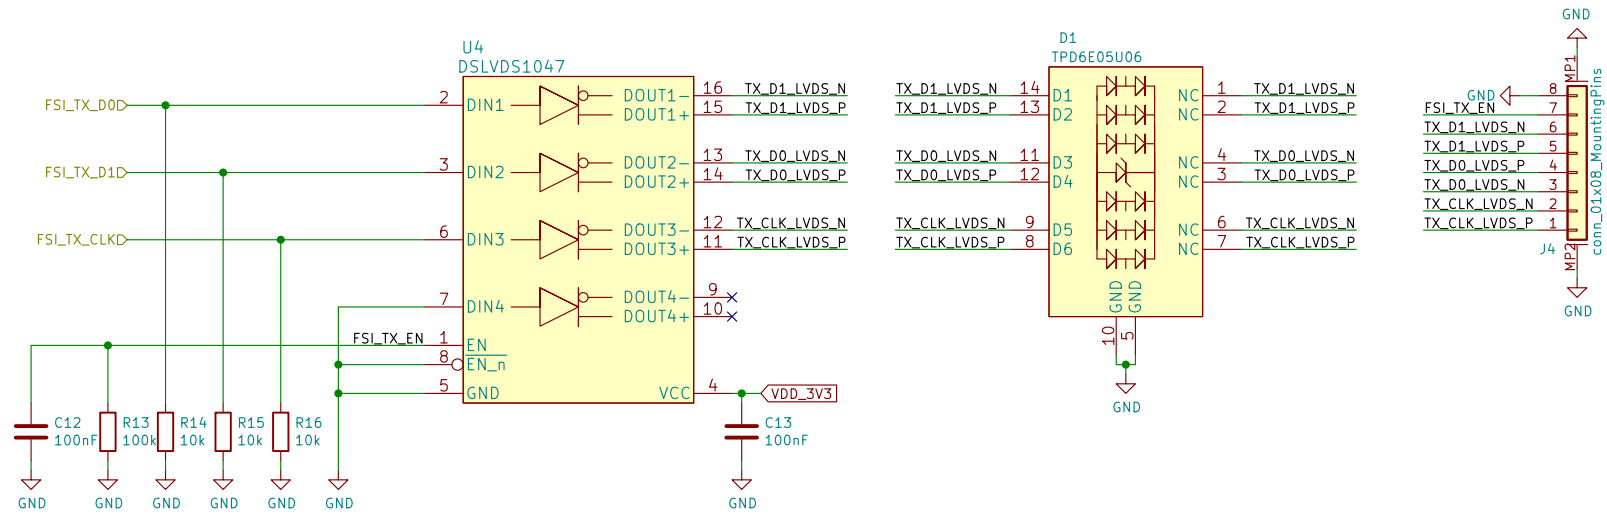 U4
DSLVDS1047
FSI_TX_D0
FSI_TX_D1
FSI_TX_CLK
FSI_TX_EN
2 DIN1
3 DIN2
6 DIN3
7 DIN4
1 EN
8 EN_n
5 GND
DOUT1- 16 TX_D1_LVDS_N
DOUT1+ 15 TX_D1_LVDS_P
DOUT2- 13 TX_D0_LVDS_N
DOUT2+ 14 TX_D0_LVDS_P
DOUT3- 12 TX_CLK_LVDS_N
DOUT3+ 11 TX_CLK_LVDS_P
DOUT4- 9
DOUT4+ 10
VCC 4 VDD_3V3
C12
100nF
GND
R13
100k
GND
R14
10k
GND
R15
10k
GND
R16
10k
GND
GND
C13
100nF
GND
D1
TPD6E05U06
TX_D1_LVDS_N 14 D1
TX_D1_LVDS_P 13 D2
TX_D0_LVDS_N 11 D3
TX_D0_LVDS_P 12 D4
TX_CLK_LVDS_N 9 D5
TX_CLK_LVDS_P 8 D6
NC 1 TX_D1_LVDS_N
NC 2 TX_D1_LVDS_P
NC 4 TX_D0_LVDS_N
NC 3 TX_D0_LVDS_P
NC 6 TX_CLK_LVDS_N
NC 7 TX_CLK_LVDS_P
GND 10
GND 5
GND
GND
MP1
GND 8
FSI_TX_EN 7
TX_D1_LVDS_N 6
TX_D1_LVDS_P 5
TX_D0_LVDS_P 4
TX_D0_LVDS_N 3
TX_CLK_LVDS_N 2
TX_CLK_LVDS_P 1
J4
MP2
conn_01x08_MountingPins
GND